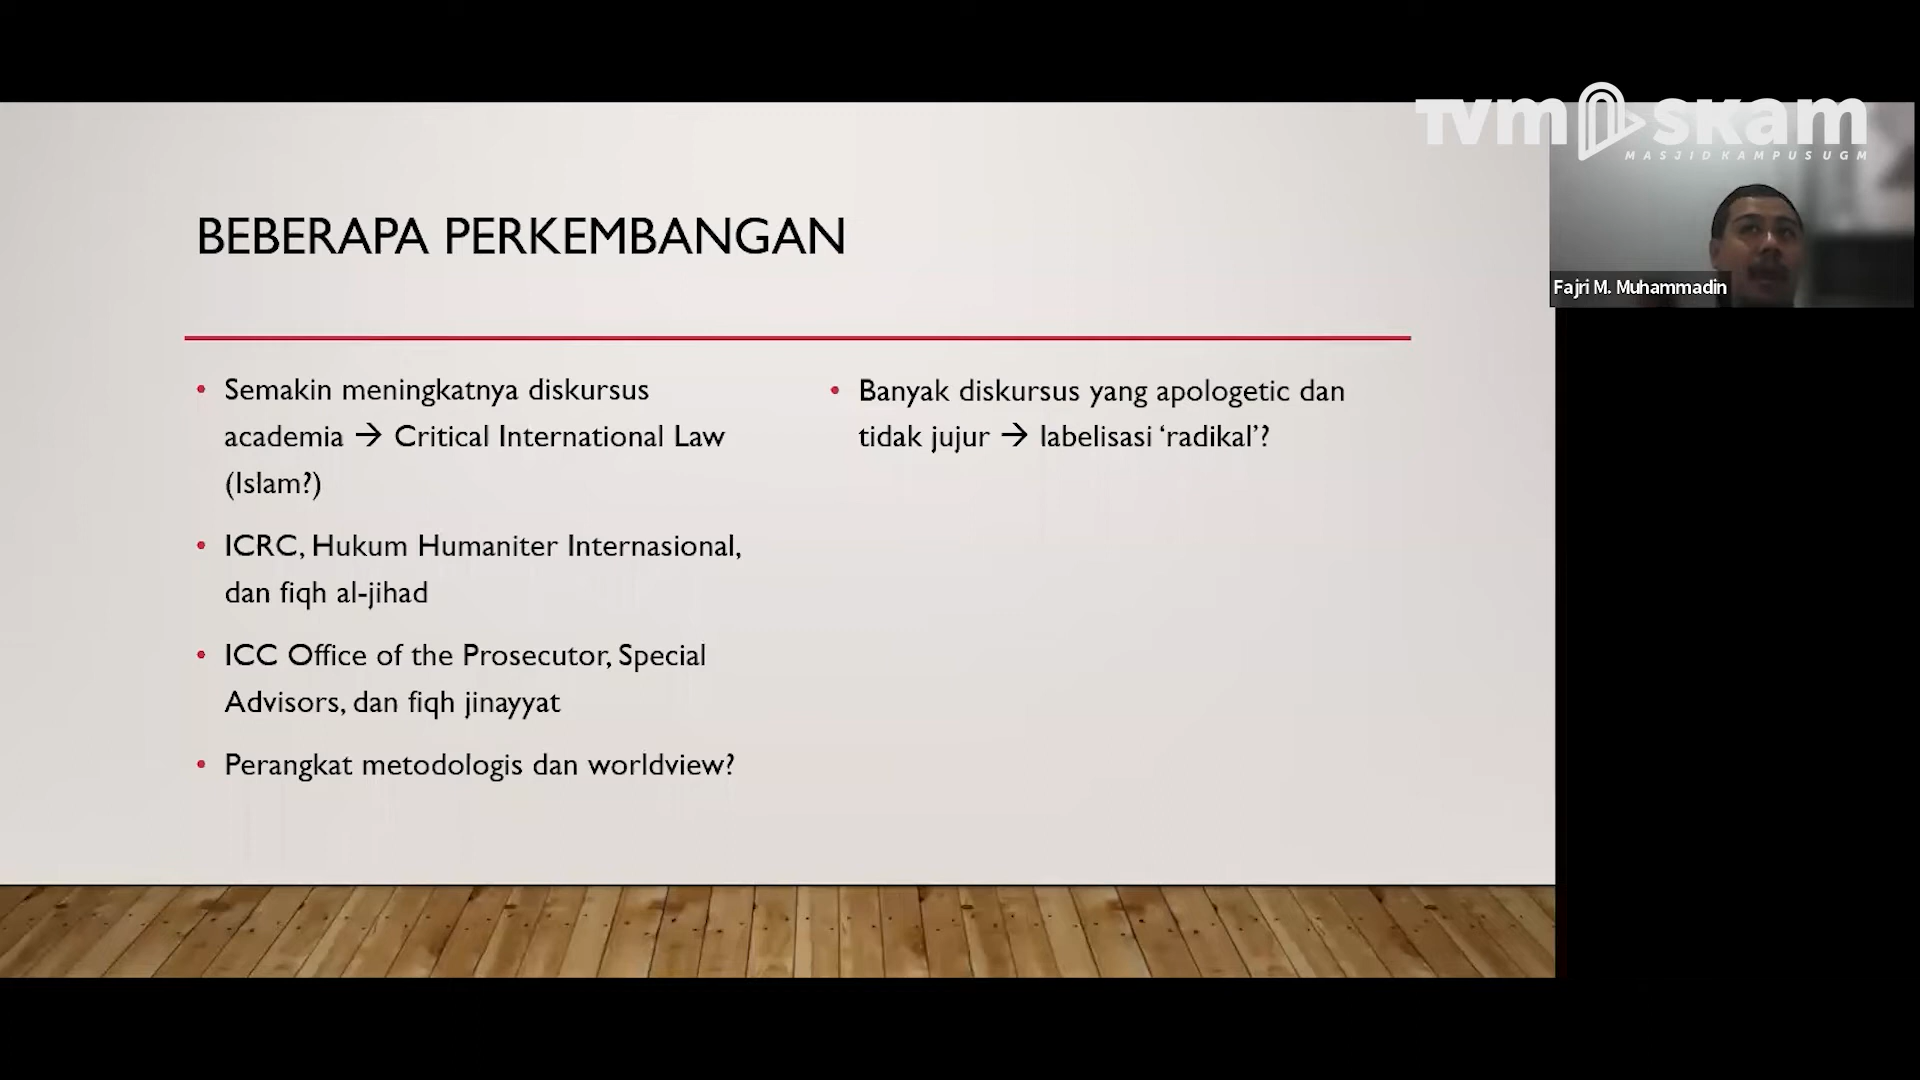 TVM SKAM
MASJID KAMPUS UGM
Fajri M. Muhammadin
BEBERAPA PERKEMBANGAN
• Semakin meningkatnya diskursus
academia → Critical International Law
(Islam?)
• ICRC, Hukum Humaniter Internasional,
dan fiqh al-jihad
• ICC Office of the Prosecutor, Special
Advisors, dan fiqh jinayyat
• Perangkat metodologis dan worldview?
• Banyak diskursus yang apologetic dan
tidak jujur → labelisasi ‘radikal’?